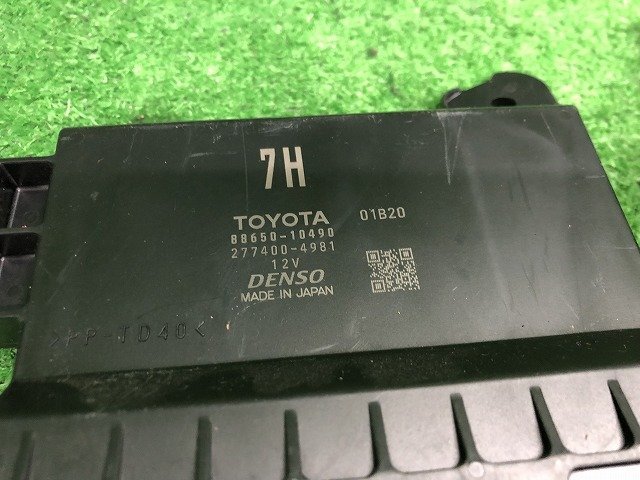 7H
TOYOTA 01B20
88650-10490
277400-4981
12V
DENSO
MADE IN JAPAN
>PP-TD40<